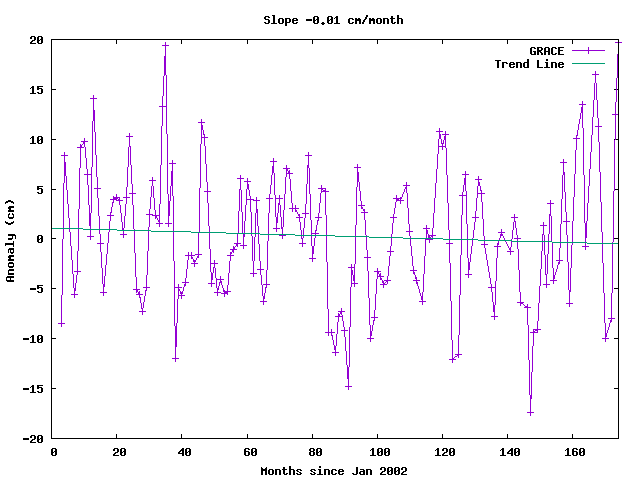 Slope -0.01 cm/month
GRACE
Trend Line
20
15
10
5
0
-5
-10
-15
-20
Anomaly (cm)
0 20 40 60 80 100 120 140 160
Months since Jan 2002